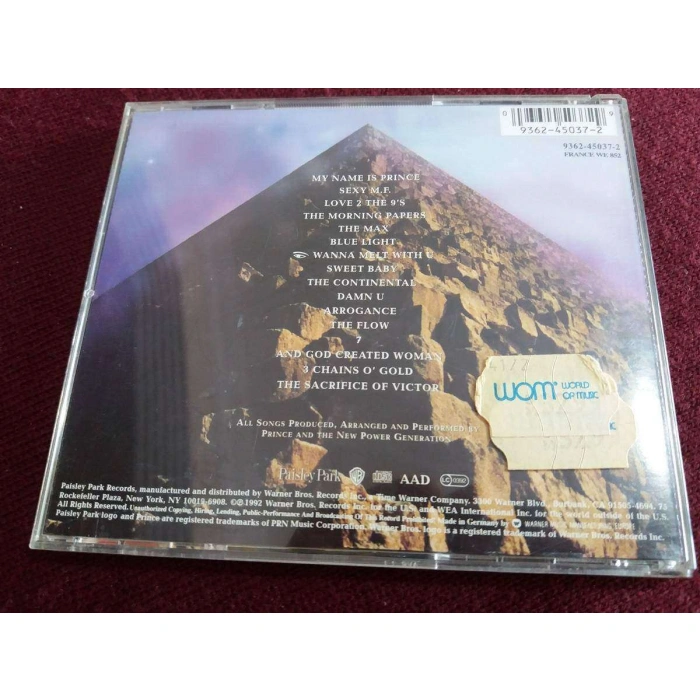 0 9362-45037-2 9
9362-45037-2
FRANCE WE 852
MY NAME IS PRINCE
SEXY M.F.
LOVE 2 THE 9'S
THE MORNING PAPERS
THE MAX
BLUE LIGHT
WANNA MELT WITH U
SWEET BABY
THE CONTINENTAL
DAMN U
ARROGANCE
THE FLOW
7
AND GOD CREATED WOMAN
3 CHAINS O' GOLD
THE SACRIFICE OF VICTOR
4172
WOM WORLD OF MUSIC
ALL SONGS PRODUCED, ARRANGED AND PERFORMED BY
PRINCE AND THE NEW POWER GENERATION
Paisley Park AAD LC
Paisley Park Records, manufactured and distributed by Warner Bros. Records Inc., a Time Warner Company, 3300 Warner Blvd., Burbank, CA 91505-4694, 75
Rockefeller Plaza, New York, NY 10019-6908. ℗©1992 Warner Bros. Records Inc. for the U.S. and WEA International Inc. for the world outside of the U.S.
All Rights Reserved. Unauthorized Copying, Hiring, Lending, Public-Performance And Broadcasting Of This Record Prohibited. Made in Germany by WARNER MUSIC MANUFACTURING EUROPE
Paisley Park logo and Prince are registered trademarks of PRN Music Corporation. Warner Bros. logo is a registered trademark of Warner Bros. Records Inc.